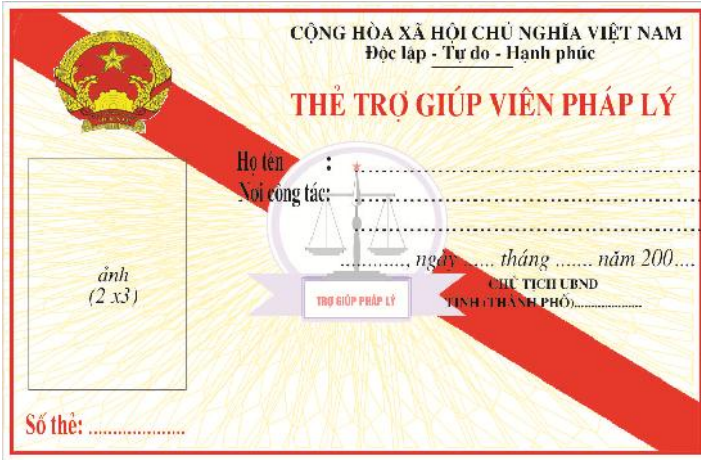 CỘNG HÒA XÃ HỘI CHỦ NGHĨA VIỆT NAM
Độc lập - Tự do - Hạnh phúc
THẺ TRỢ GIÚP VIÊN PHÁP LÝ
Họ tên : ........................................
Nơi công tác: ........................................
........................................
............, ngày ...... tháng ....... năm 200....
CHỦ TỊCH UBND
TỈNH (THÀNH PHỐ)....................
ảnh
(2 x3)
TRỢ GIÚP PHÁP LÝ
Số thẻ: ....................